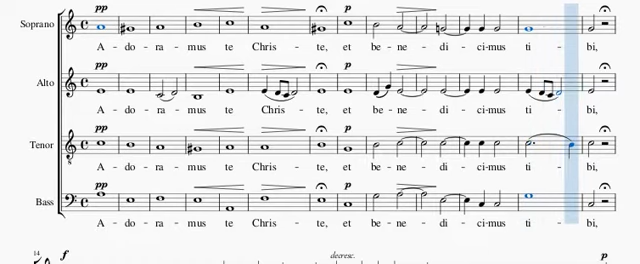 pp p
Soprano
A - do - ra - mus te Chris - te, et be - ne - di - ci-mus ti - bi,
pp p
Alto
A - do - ra - mus te Chris - te, et be - ne - di - ci-mus ti - bi,
pp p
Tenor
8
A - do - ra - mus te Chris - te, et be - ne - di - ci-mus ti - bi,
pp p
Bass
A - do - ra - mus te Chris - te, et be - ne - di - ci-mus ti - bi,
14 f decresc. p